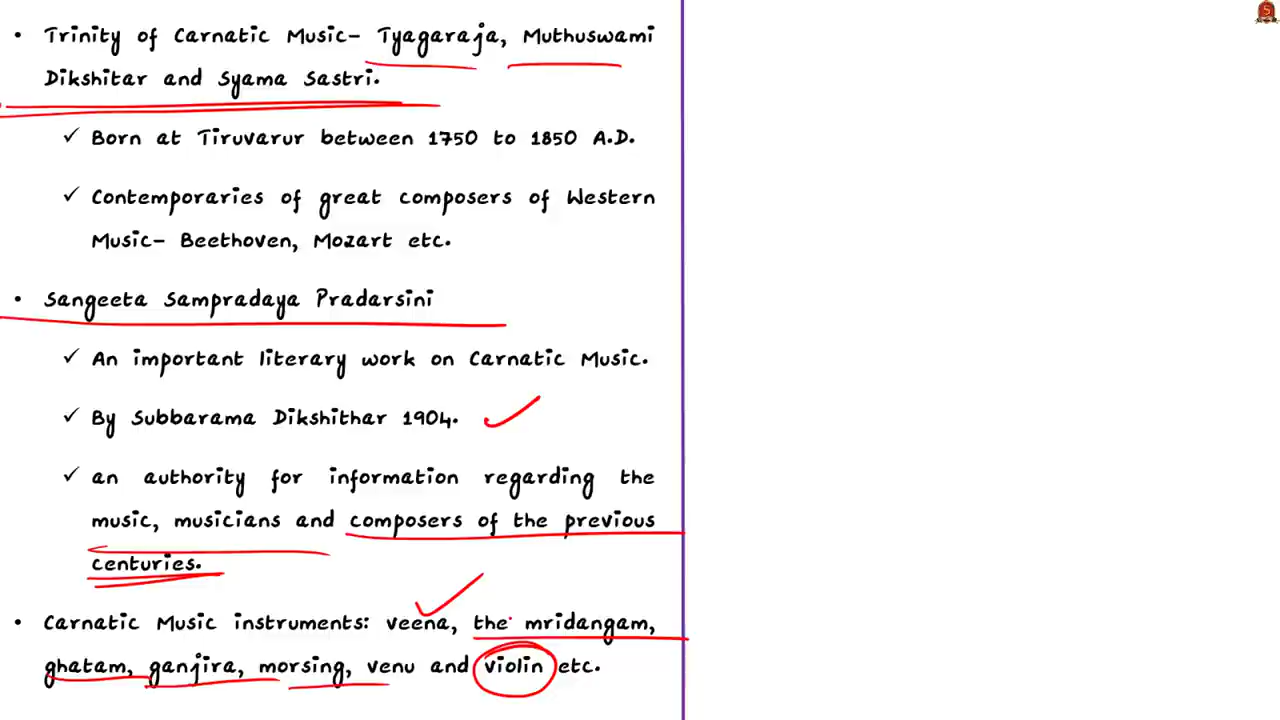 • Trinity of Carnatic Music- Tyagaraja, Muthuswami
Dikshitar and Syama Sastri.
✓ Born at Tiruvarur between 1750 to 1850 A.D.
✓ Contemporaries of great composers of Western
Music- Beethoven, Mozart etc.
• Sangeeta Sampradaya Pradarsini
✓ An important literary work on Carnatic Music.
✓ By Subbarama Dikshithar 1904.
✓ an authority for information regarding the
music, musicians and composers of the previous
centuries.
• Carnatic Music instruments: veena, the mridangam,
ghatam, ganjira, morsing, venu and violin etc.